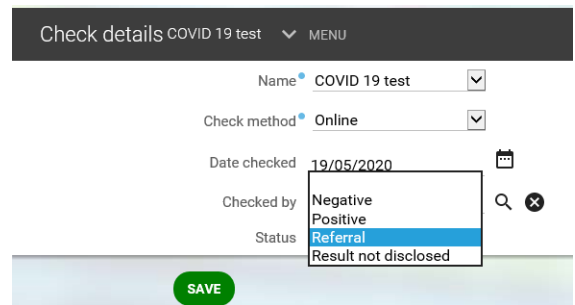 Check details COVID 19 test MENU
Name COVID 19 test
Check method Online
Date checked 19/05/2020
Checked by Negative
Positive
Status Referral
Result not disclosed
SAVE